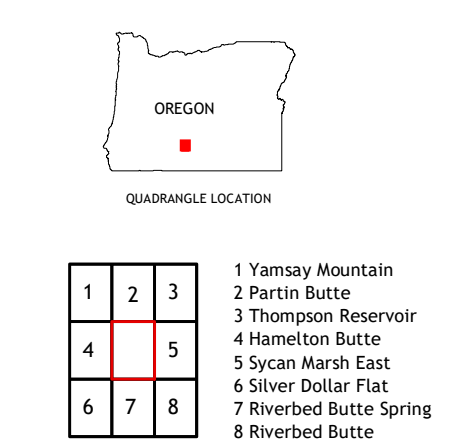 OREGON
QUADRANGLE LOCATION
1 2 3
4 5
6 7 8
1 Yamsay Mountain
2 Partin Butte
3 Thompson Reservoir
4 Hamelton Butte
5 Sycan Marsh East
6 Silver Dollar Flat
7 Riverbed Butte Spring
8 Riverbed Butte